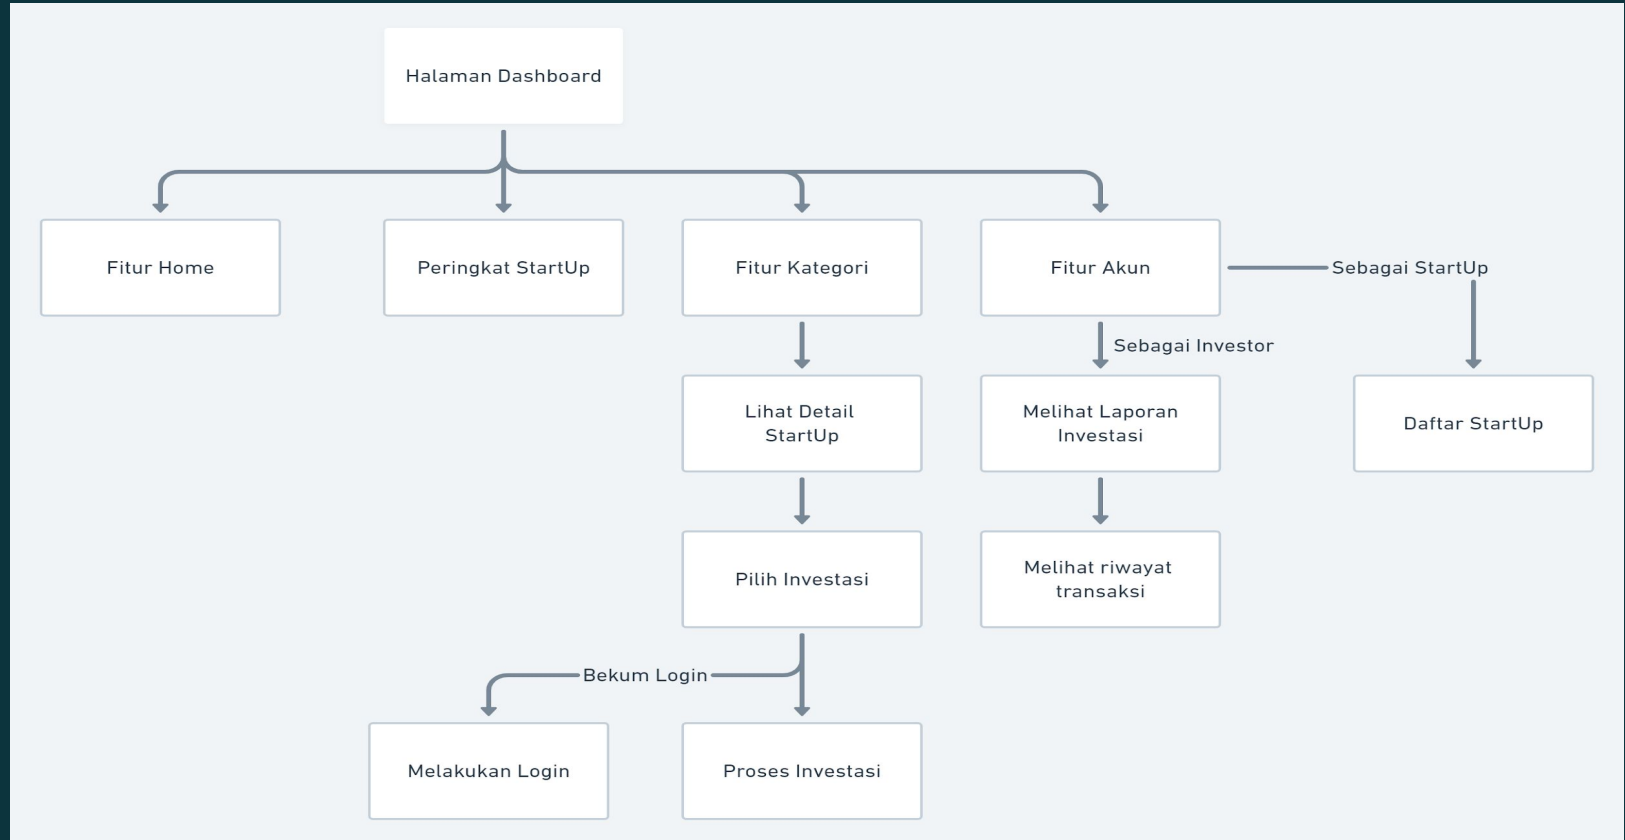 Halaman Dashboard
Fitur Home
Peringkat StartUp
Fitur Kategori
Fitur Akun
Sebagai StartUp
Sebagai Investor
Lihat Detail
StartUp
Melihat Laporan
Investasi
Daftar StartUp
Pilih Investasi
Melihat riwayat
transaksi
Bekum Login
Melakukan Login
Proses Investasi